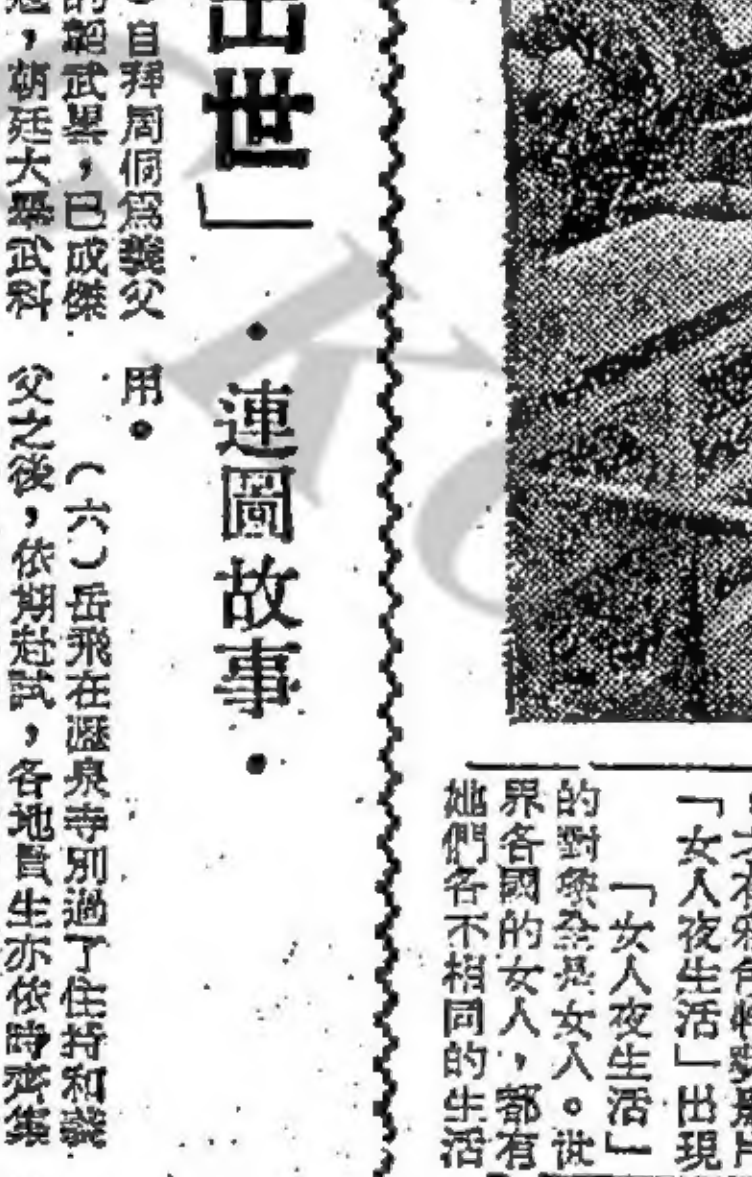 出世」
•連圖故事•
自拜周侗爲義父
武舉,已成傑
,朝廷大舉武科
用。
(六)岳飛在瀝泉寺別過了住持和義
父之後,依期赴試,各地貢生亦依時齊集
「女人夜生活」出現
「女人夜生活」
的對象全是女人。世
界各國的女人,都有
她們各不相同的生活